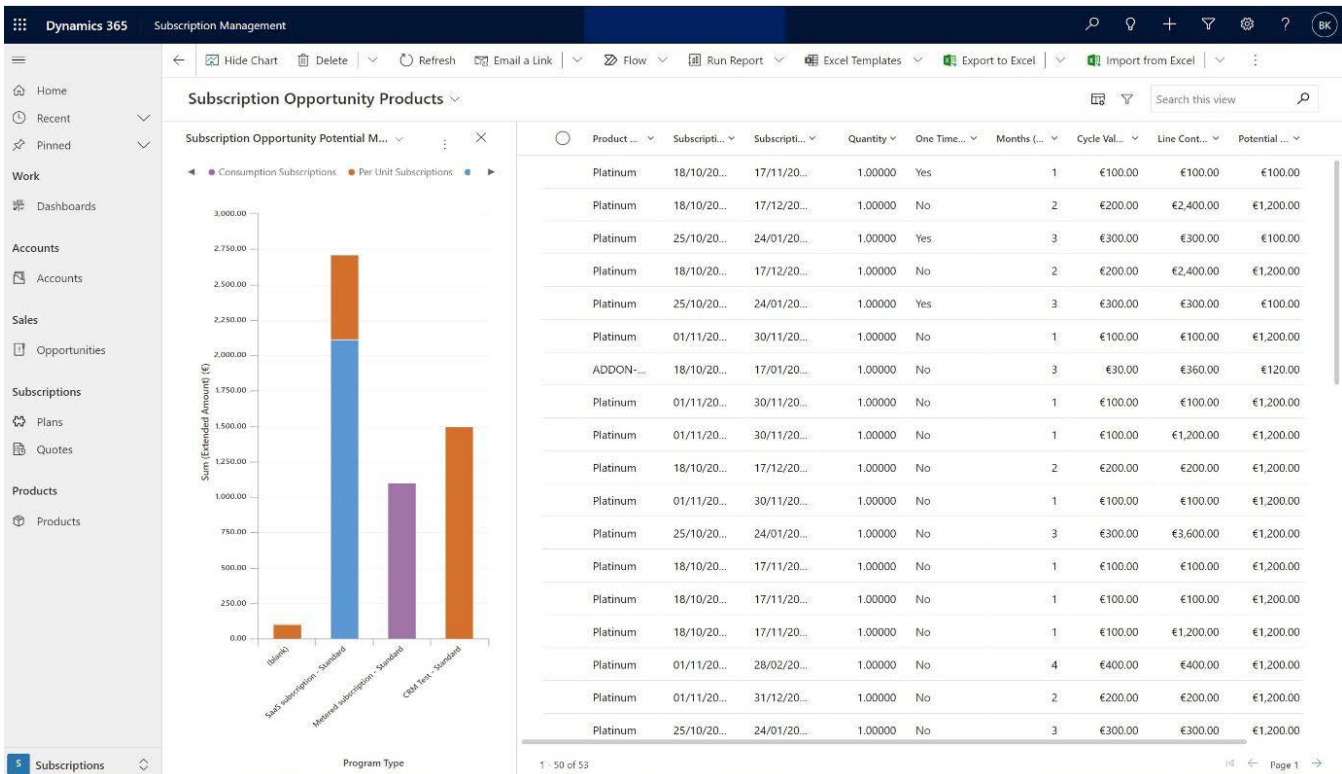 Dynamics 365 Subscription Management BK
Hide Chart Delete Refresh Email a Link Flow Run Report Excel Templates Export to Excel Import from Excel
Home
Recent
Pinned
Work
Dashboards
Accounts
Accounts
Sales
Opportunities
Subscriptions
Plans
Quotes
Products
Products
S Subscriptions
Subscription Opportunity Products
Search this view
Subscription Opportunity Potential M...
Consumption Subscriptions Per Unit Subscriptions
3,000.00
2,750.00
2,500.00
2,250.00
2,000.00
1,750.00
1,500.00
1,250.00
1,000.00
750.00
500.00
250.00
0.00
Sum (Extended Amount) (€)
(blank)
SaaS subscription - Standard
Metered subscription - Standard
CRM Test - Standard
Program Type
Product ... Subscripti... Subscripti... Quantity One Time... Months (... Cycle Val... Line Cont... Potential ...
Platinum 18/10/20... 17/11/20... 1.00000 Yes 1 €100.00 €100.00 €100.00
Platinum 18/10/20... 17/12/20... 1.00000 No 2 €200.00 €2,400.00 €1,200.00
Platinum 25/10/20... 24/01/20... 1.00000 Yes 3 €300.00 €300.00 €100.00
Platinum 18/10/20... 17/12/20... 1.00000 No 2 €200.00 €2,400.00 €1,200.00
Platinum 25/10/20... 24/01/20... 1.00000 Yes 3 €300.00 €300.00 €100.00
Platinum 01/11/20... 30/11/20... 1.00000 No 1 €100.00 €100.00 €1,200.00
ADDON-... 18/10/20... 17/01/20... 1.00000 No 3 €30.00 €360.00 €120.00
Platinum 01/11/20... 30/11/20... 1.00000 No 1 €100.00 €100.00 €1,200.00
Platinum 01/11/20... 30/11/20... 1.00000 No 1 €100.00 €1,200.00 €1,200.00
Platinum 18/10/20... 17/12/20... 1.00000 No 2 €200.00 €200.00 €1,200.00
Platinum 01/11/20... 30/11/20... 1.00000 No 1 €100.00 €100.00 €1,200.00
Platinum 25/10/20... 24/01/20... 1.00000 No 3 €300.00 €3,600.00 €1,200.00
Platinum 18/10/20... 17/11/20... 1.00000 No 1 €100.00 €100.00 €1,200.00
Platinum 18/10/20... 17/11/20... 1.00000 No 1 €100.00 €100.00 €1,200.00
Platinum 18/10/20... 17/11/20... 1.00000 No 1 €100.00 €1,200.00 €1,200.00
Platinum 01/11/20... 28/02/20... 1.00000 No 4 €400.00 €400.00 €1,200.00
Platinum 01/11/20... 31/12/20... 1.00000 No 2 €200.00 €200.00 €1,200.00
Platinum 25/10/20... 24/01/20... 1.00000 No 3 €300.00 €300.00 €1,200.00
1 - 50 of 53 Page 1